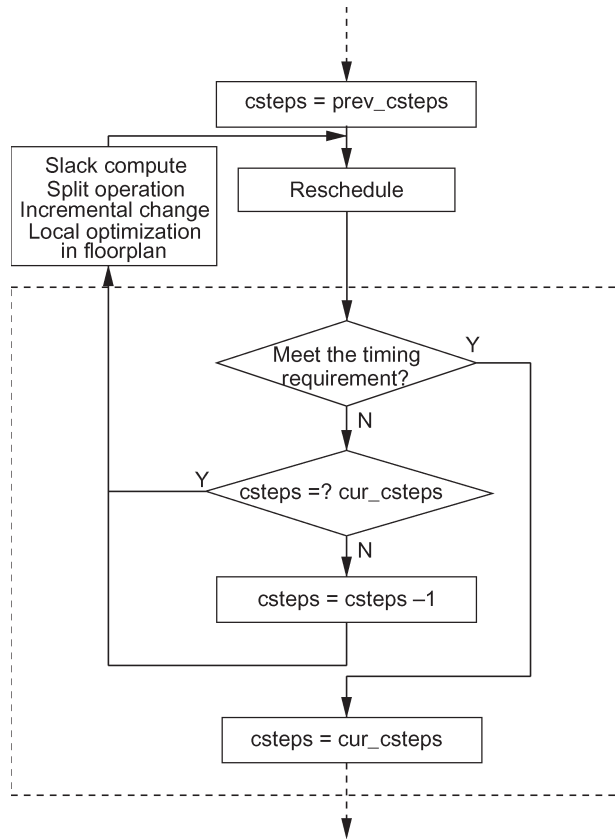 csteps = prev_csteps
Slack compute
Split operation
Incremental change
Local optimization
in floorplan
Reschedule
Meet the timing
requirement?
Y
N
Y
csteps =? cur_csteps
N
csteps = csteps –1
csteps = cur_csteps